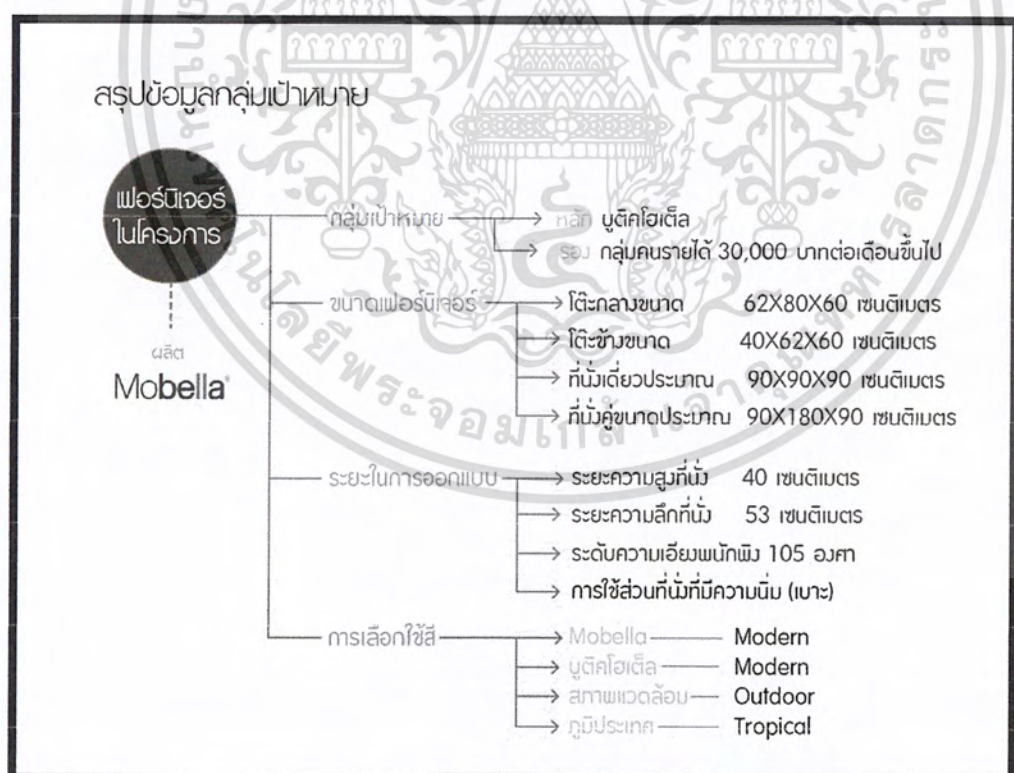 สรุปข้อมูลกลุ่มเป้าหมาย
เฟอร์นิเจอร์
ในโครงการ
ผลิต
Mobella
กลุ่มเป้าหมาย
หลัก บูติคโฮเต็ล
รอง กลุ่มคนรายได้ 30,000 บาทต่อเดือนขึ้นไป
ขนาดเฟอร์นิเจอร์
โต๊ะกลางขนาด 62X80X60 เซนติเมตร
โต๊ะข้างขนาด 40X62X60 เซนติเมตร
ที่นั่งเดี่ยวประมาณ 90X90X90 เซนติเมตร
ที่นั่งคู่ขนาดประมาณ 90X180X90 เซนติเมตร
ระยะในการออกแบบ
ระยะความสูงที่นั่ง 40 เซนติเมตร
ระยะความลึกที่นั่ง 53 เซนติเมตร
ระดับความเอียงพนักพิง 105 องศา
การใช้ส่วนที่นั่งที่มีความนิ่ม (เบาะ)
การเลือกใช้สี
Mobella Modern
บูติคโฮเต็ล Modern
สภาพแวดล้อม Outdoor
ภูมิประเทศ Tropical